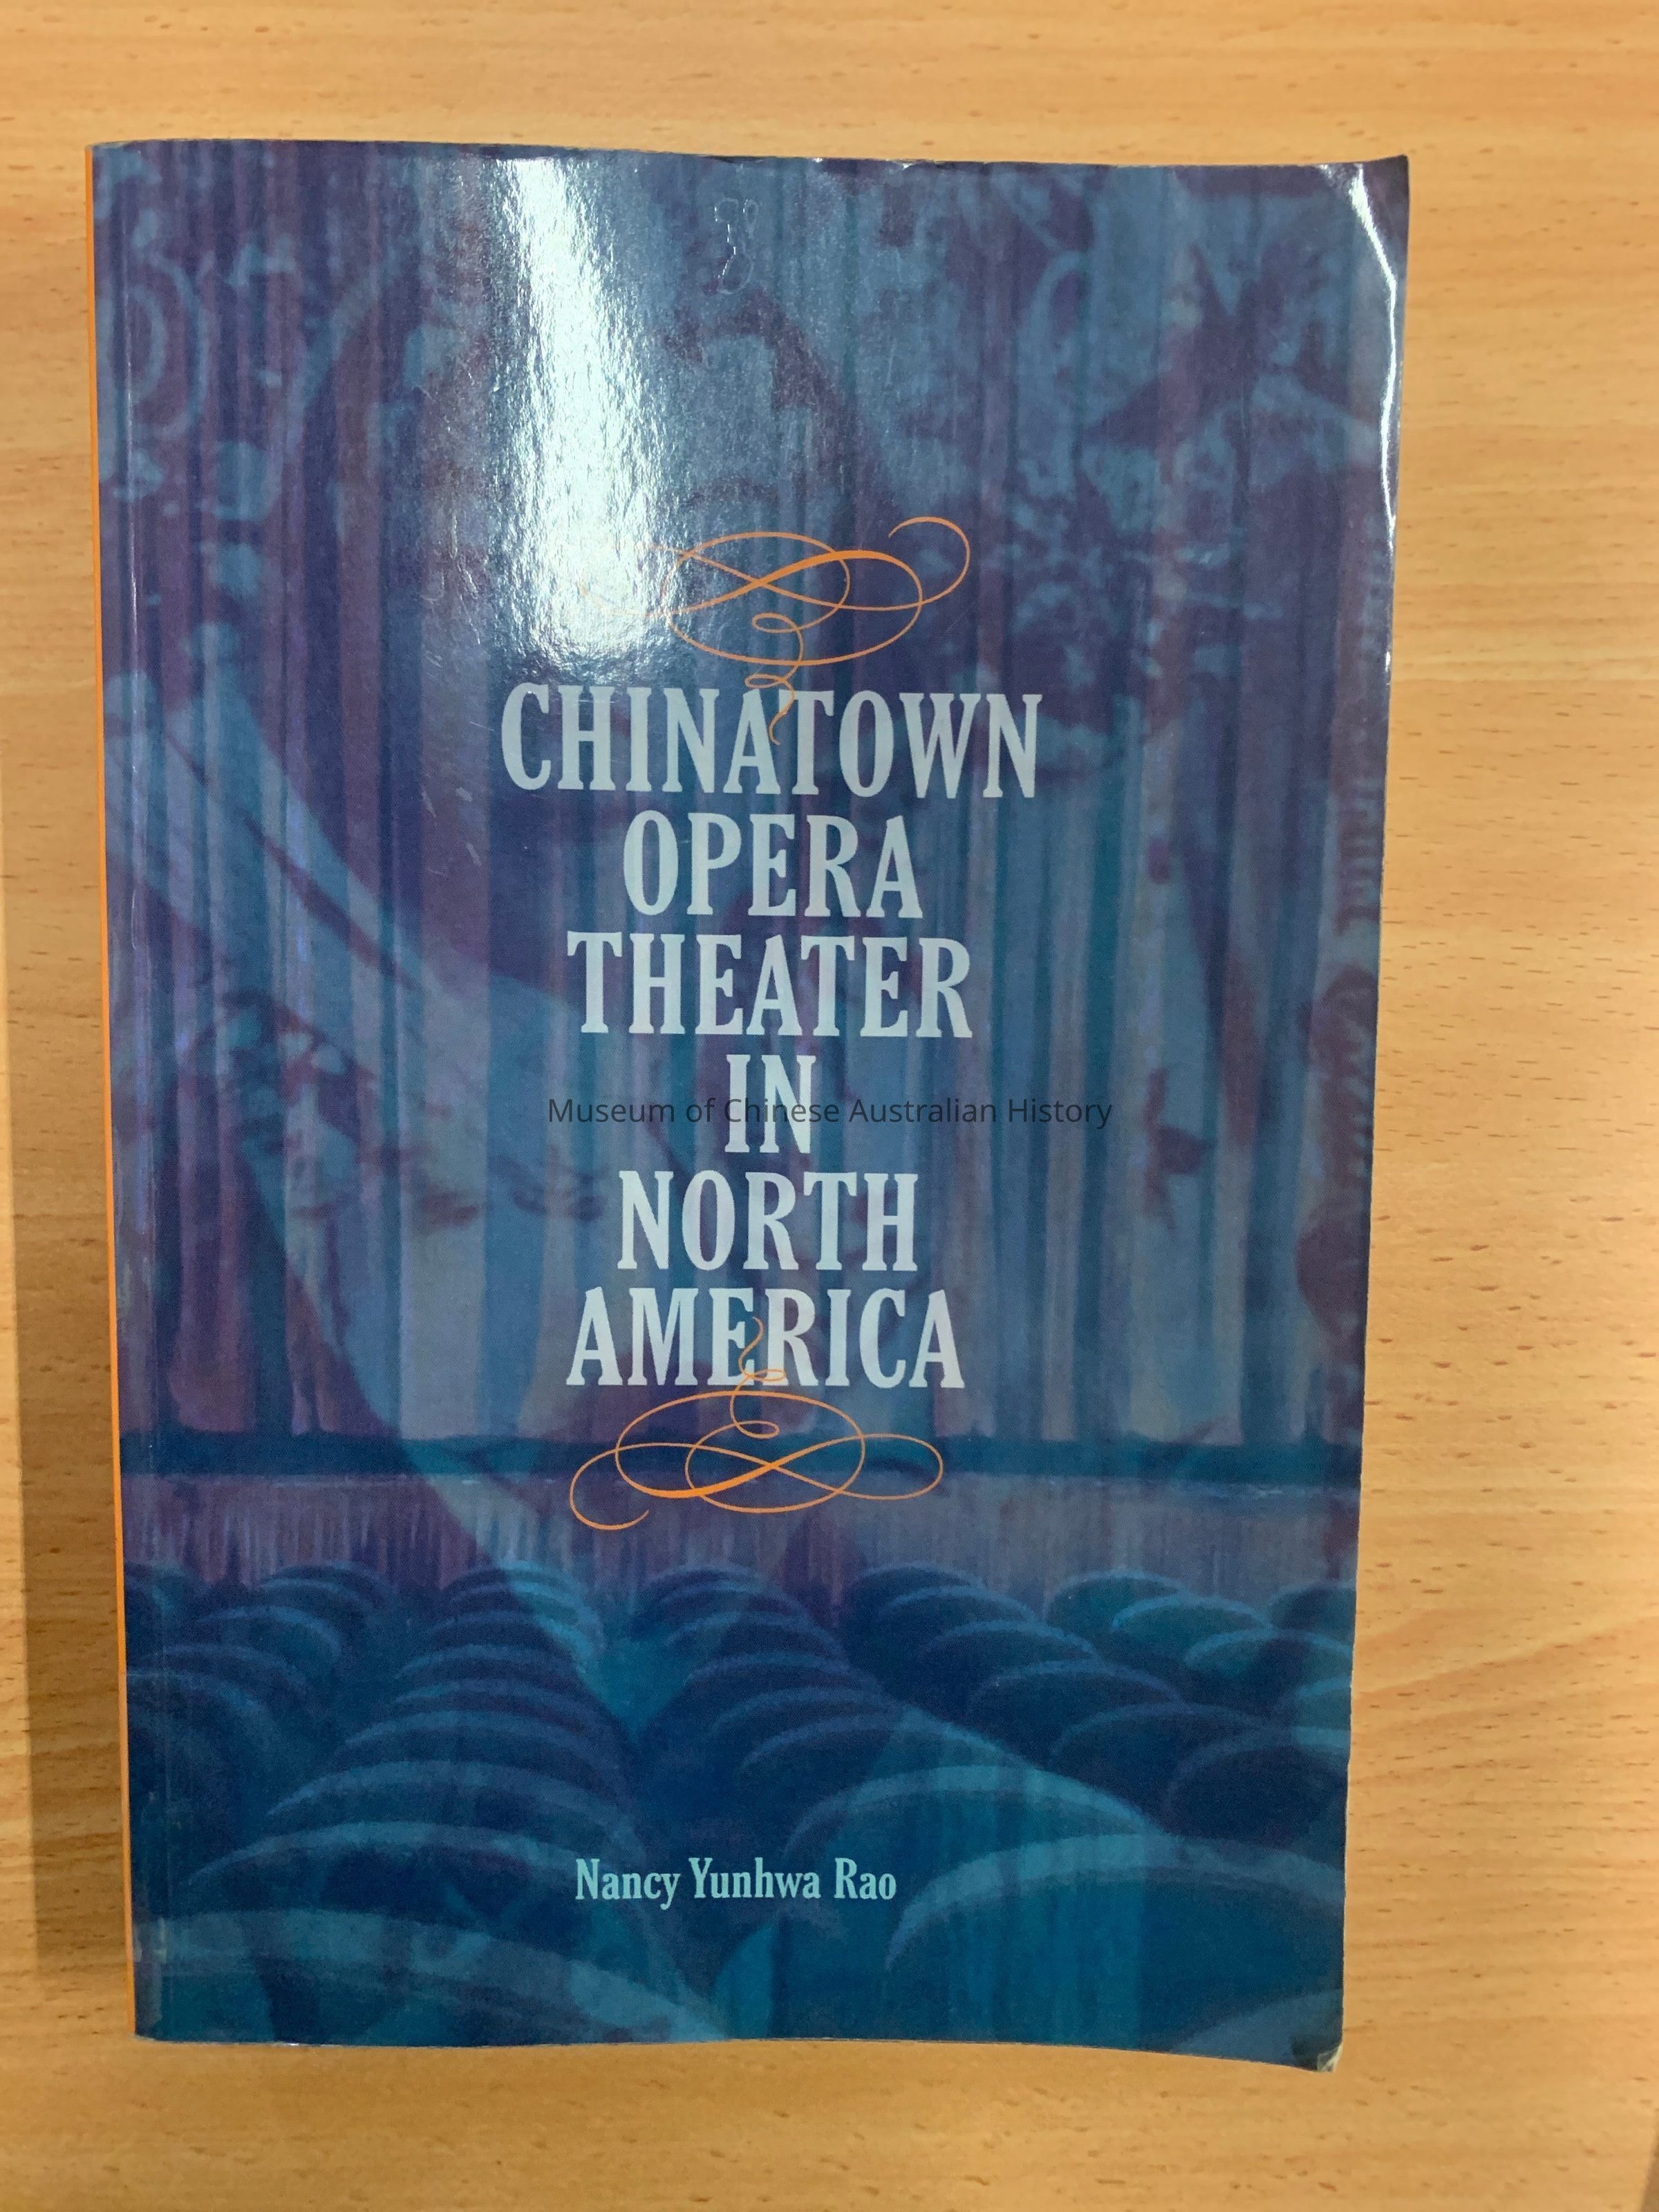 CHINATOWN
OPERA
THEATER
IN
Museum of Chinese Australian History
NORTH
AMERICA
Nancy Yunhwa Rao